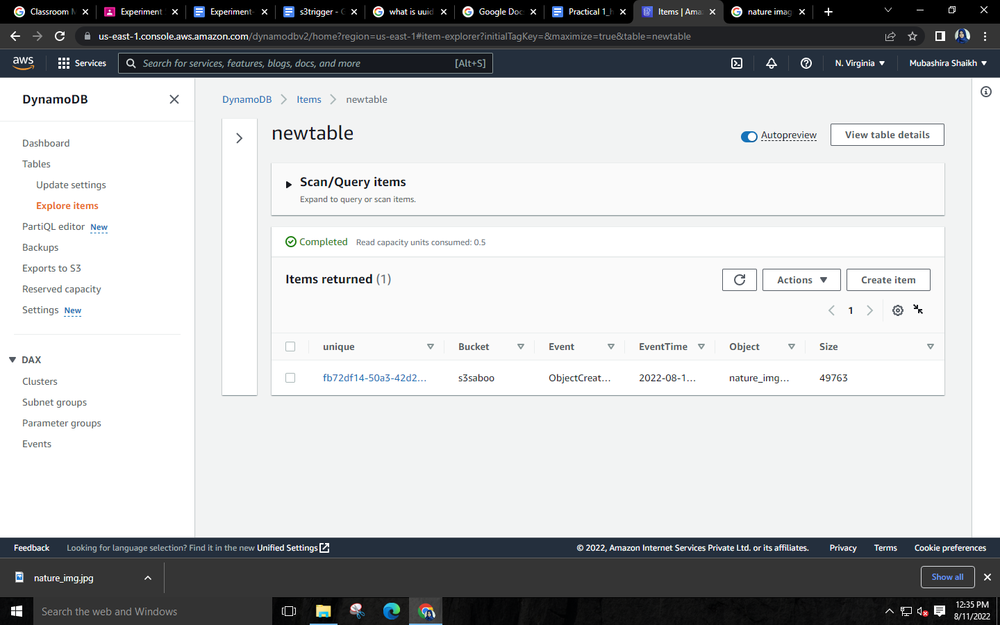 Classroom M
Experiment
Experiment-
s3trigger - G
what is uuid
Google Doc
Practical 1_h
Items | Ama
nature imag
us-east-1.console.aws.amazon.com/dynamodbv2/home?region=us-east-1#item-explorer?initialTagKey=&maximize=true&table=newtable
aws
Services
Search for services, features, blogs, docs, and more
[Alt+S]
N. Virginia
Mubashira Shaikh
DynamoDB
Dashboard
Tables
Update settings
Explore items
PartiQL editor New
Backups
Exports to S3
Reserved capacity
Settings New
DAX
Clusters
Subnet groups
Parameter groups
Events
DynamoDB
Items
newtable
newtable
Autopreview
View table details
Scan/Query items
Expand to query or scan items.
Completed Read capacity units consumed: 0.5
Items returned (1)
Actions
Create item
1
unique Bucket Event EventTime Object Size
fb72df14-50a3-42d2... s3saboo ObjectCreat... 2022-08-1... nature_img... 49763
Feedback Looking for language selection? Find it in the new Unified Settings
© 2022, Amazon Internet Services Private Ltd. or its affiliates. Privacy Terms Cookie preferences
nature_img.jpg
Show all
Search the web and Windows
12:35 PM
8/11/2022